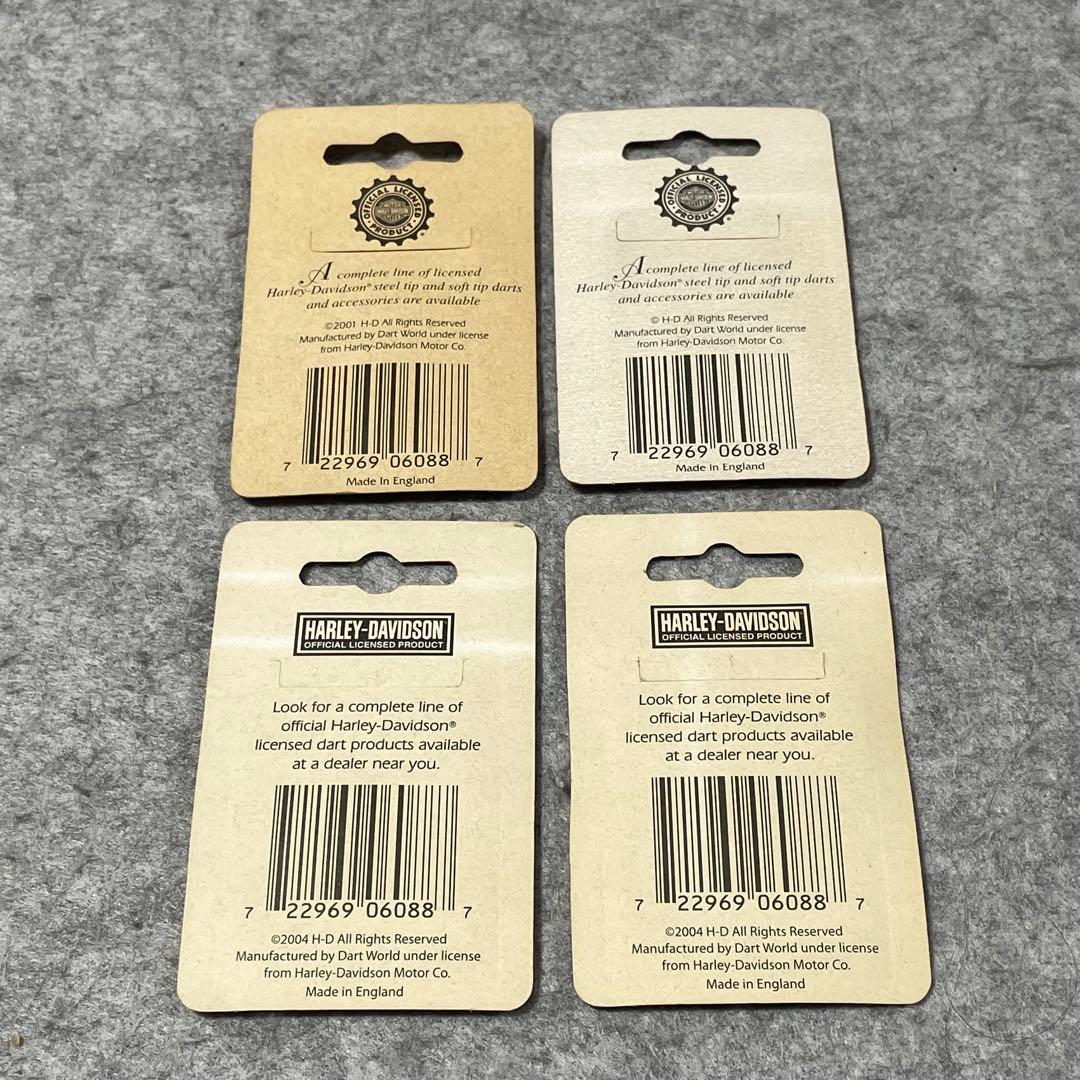 OFFICIAL LICENSED PRODUCT
A complete line of licensed
Harley-Davidson® steel tip and soft tip darts
and accessories are available
©2001 H-D All Rights Reserved
Manufactured by Dart World under license
from Harley-Davidson Motor Co.
7 22969 06088 7
Made In England
OFFICIAL LICENSED PRODUCT
A complete line of licensed
Harley-Davidson® steel tip and soft tip darts
and accessories are available
© H-D All Rights Reserved
Manufactured by Dart World under license
from Harley-Davidson Motor Co.
7 22969 06088 7
Made in England
HARLEY-DAVIDSON
OFFICIAL LICENSED PRODUCT
Look for a complete line of
official Harley-Davidson®
licensed dart products available
at a dealer near you.
7 22969 06088 7
©2004 H-D All Rights Reserved
Manufactured by Dart World under license
from Harley-Davidson Motor Co.
Made in England
HARLEY-DAVIDSON
OFFICIAL LICENSED PRODUCT
Look for a complete line of
official Harley-Davidson®
licensed dart products available
at a dealer near you.
7 22969 06088 7
©2004 H-D All Rights Reserved
Manufactured by Dart World under license
from Harley-Davidson Motor Co.
Made in England